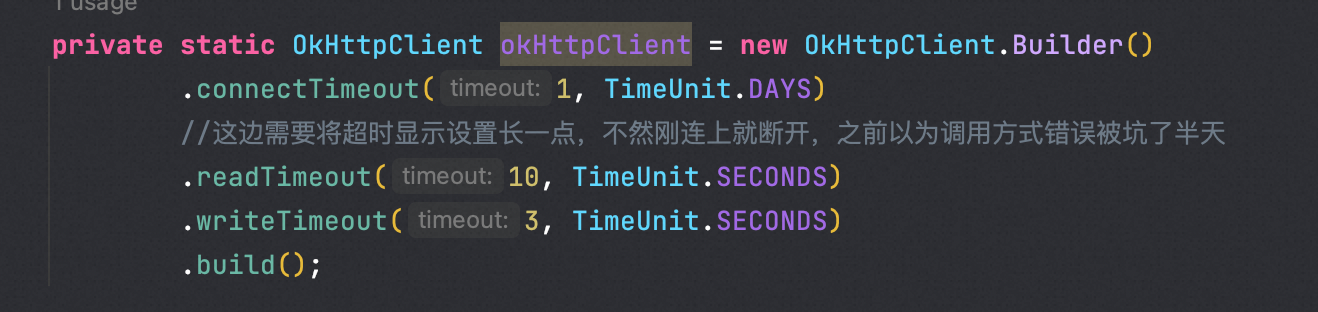 1 usage
private static OkHttpClient okHttpClient = new OkHttpClient.Builder()
.connectTimeout( timeout: 1, TimeUnit.DAYS)
//这边需要将超时显示设置长一点，不然刚连上就断开，之前以为调用方式错误被坑了半天
.readTimeout( timeout: 10, TimeUnit.SECONDS)
.writeTimeout( timeout: 3, TimeUnit.SECONDS)
.build();